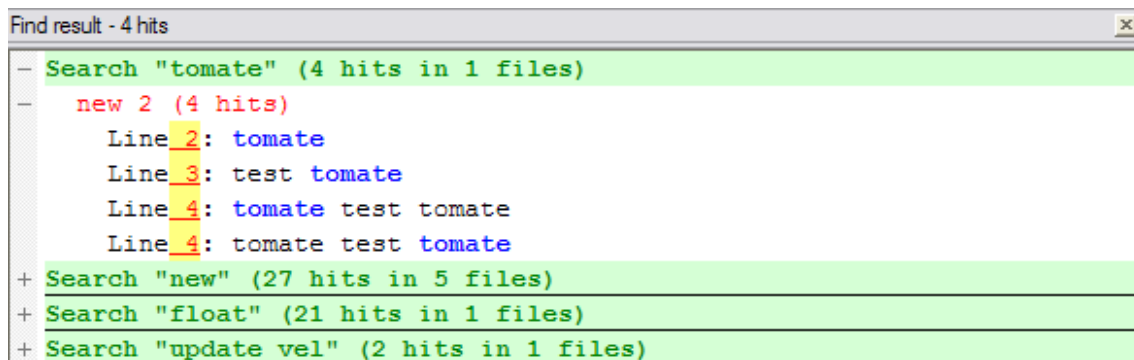 Find result - 4 hits
Search "tomate" (4 hits in 1 files)
new 2 (4 hits)
Line 2: tomate
Line 3: test tomate
Line 4: tomate test tomate
Line 4: tomate test tomate
Search "new" (27 hits in 5 files)
Search "float" (21 hits in 1 files)
Search "update vel" (2 hits in 1 files)